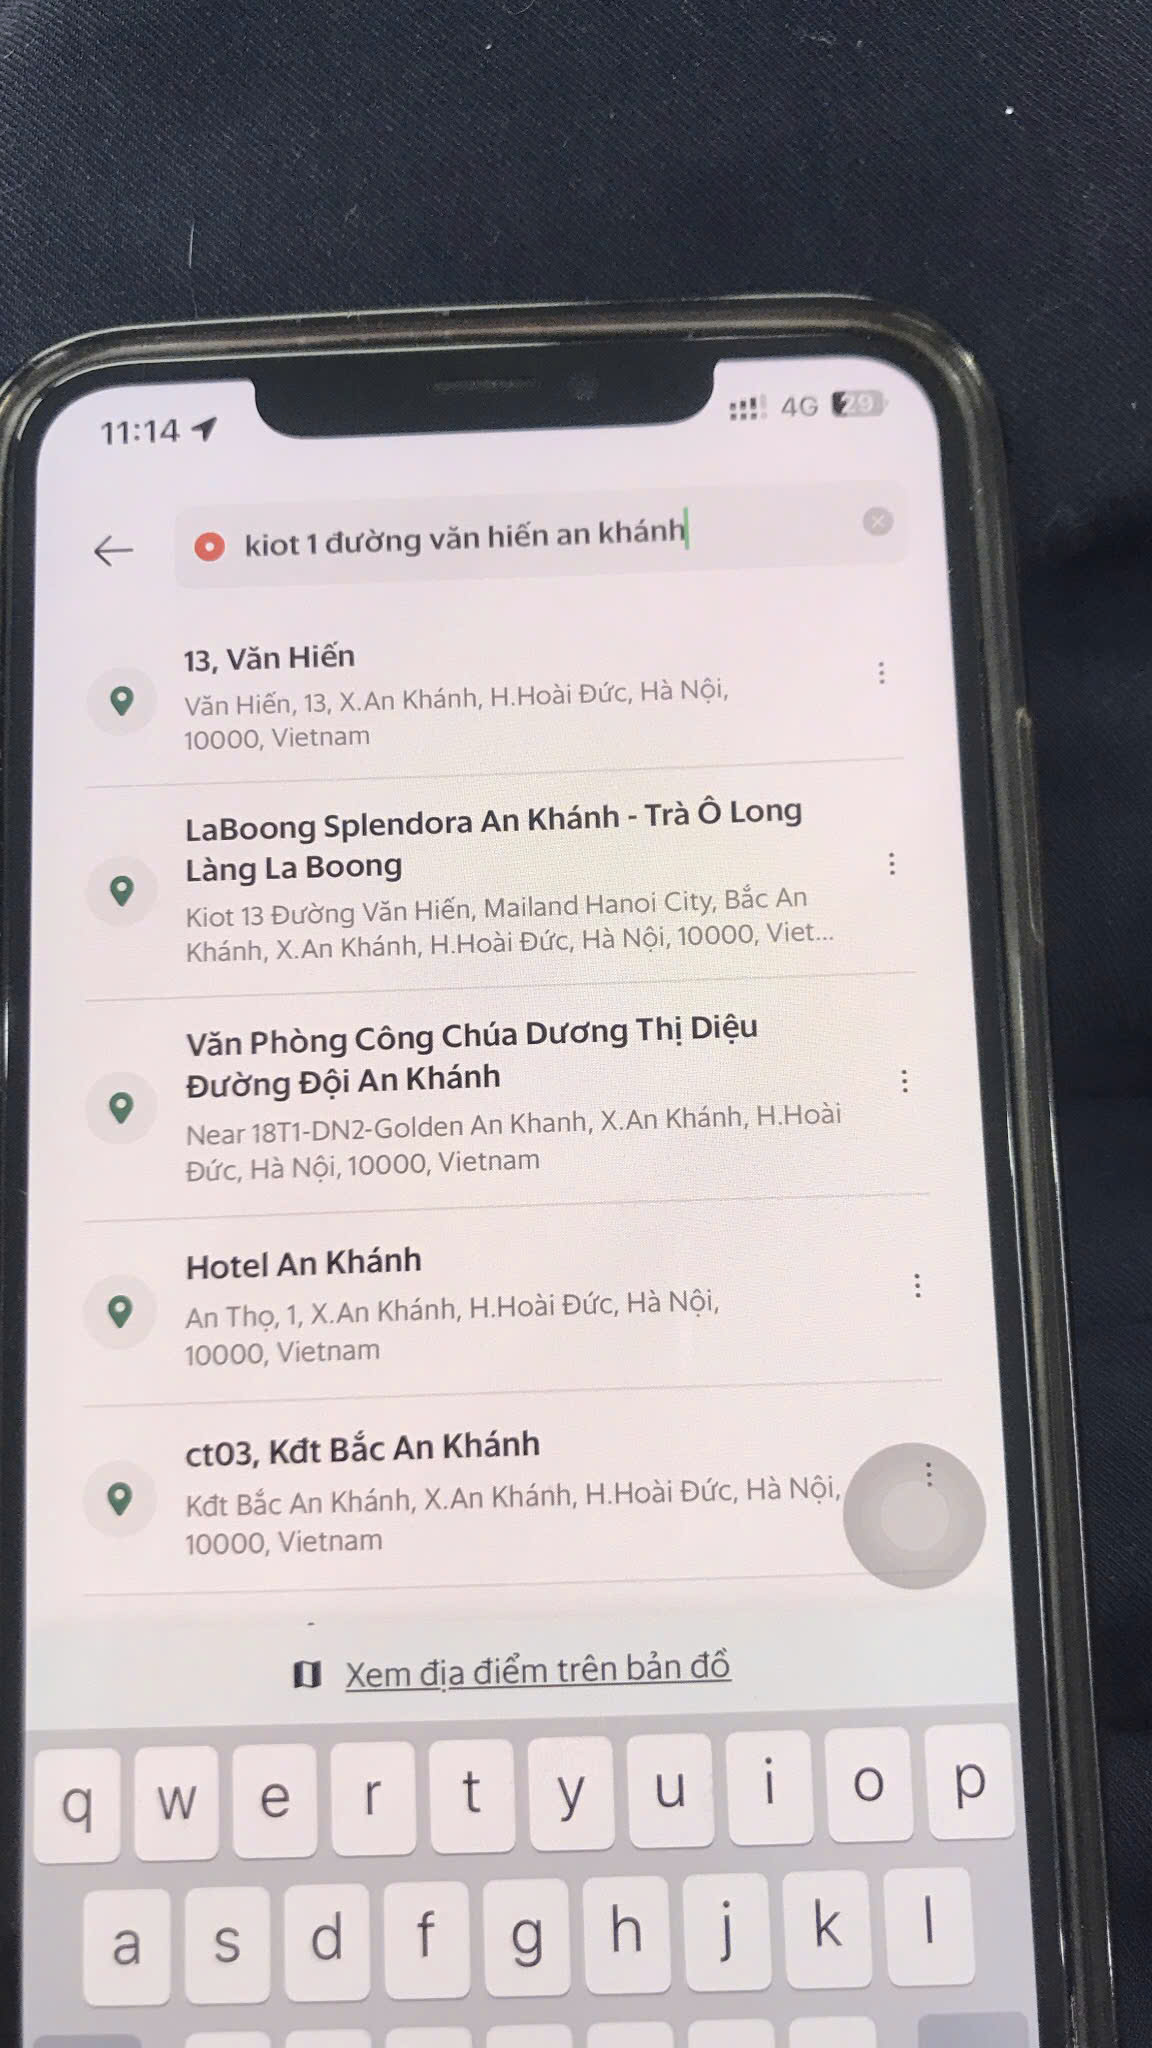 11:14 4G 29
kiot 1 đường văn hiến an khánh
13, Văn Hiến
Văn Hiến, 13, X.An Khánh, H.Hoài Đức, Hà Nội,
10000, Vietnam
LaBoong Splendora An Khánh - Trà Ô Long
Làng La Boong
Kiot 13 Đường Văn Hiến, Mailand Hanoi City, Bắc An
Khánh, X.An Khánh, H.Hoài Đức, Hà Nội, 10000, Viet...
Văn Phòng Công Chúa Dương Thị Diệu
Đường Đội An Khánh
Near 18T1-DN2-Golden An Khanh, X.An Khánh, H.Hoài
Đức, Hà Nội, 10000, Vietnam
Hotel An Khánh
An Thọ, 1, X.An Khánh, H.Hoài Đức, Hà Nội,
10000, Vietnam
ct03, Kđt Bắc An Khánh
Kđt Bắc An Khánh, X.An Khánh, H.Hoài Đức, Hà Nội,
10000, Vietnam
Xem địa điểm trên bản đồ
q w e r t y u i o p
a s d f g h j k l